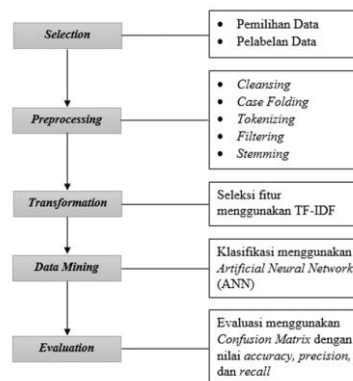 Selection
• Pemilihan Data
• Pelabelan Data
Preprocessing
• Cleansing
• Case Folding
• Tokenizing
• Filtering
• Stemming
Transformation
Seleksi fitur
menggunakan TF-IDF
Data Mining
Klasifikasi menggunakan
Artificial Neural Network
(ANN)
Evaluation
Evaluasi menggunakan
Confusion Matrix dengan
nilai accuracy, precision,
dan recall